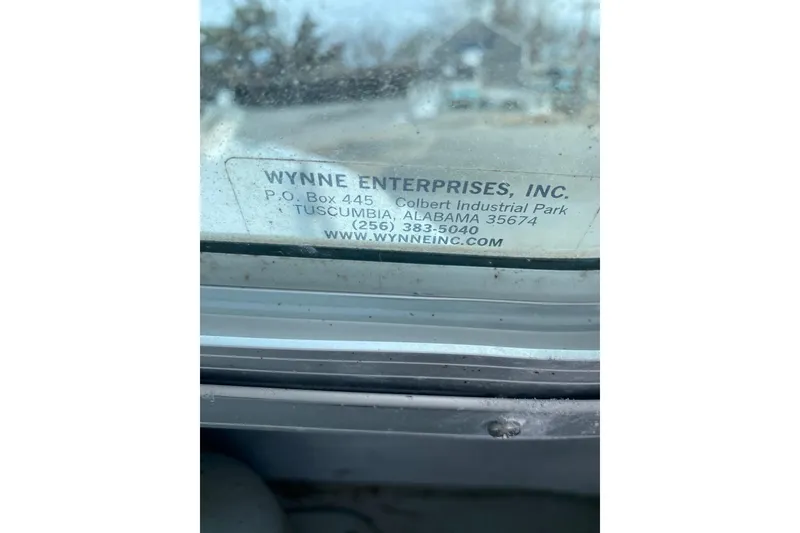 WYNNE ENTERPRISES, INC.
P.O. Box 445 Colbert Industrial Park
TUSCUMBIA, ALABAMA 35674
(256) 383-5040
WWW.WYNNEINC.COM